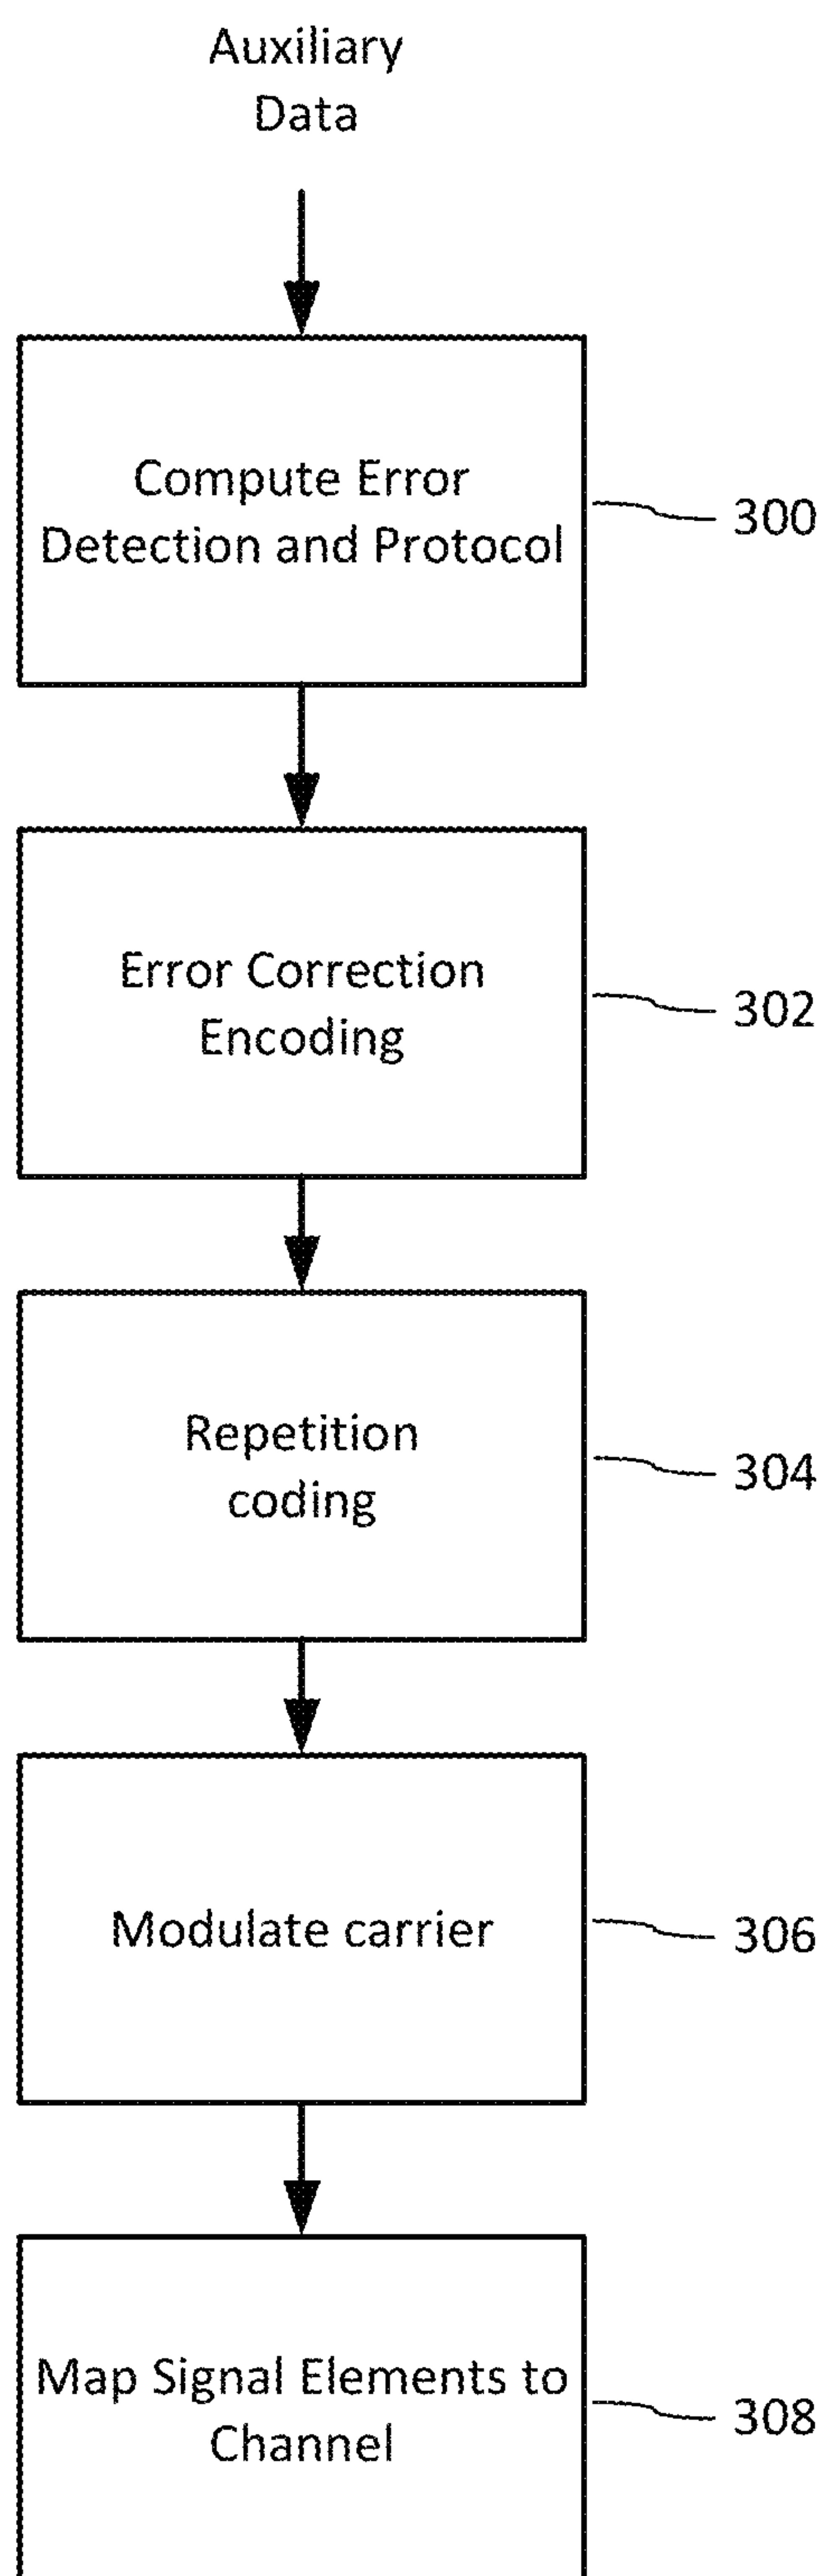 Auxiliary
Data
Compute Error
Detection and Protocol
300
Error Correction
Encoding
302
Repetition
coding
304
Modulate carrier
306
Map Signal Elements to
Channel
308